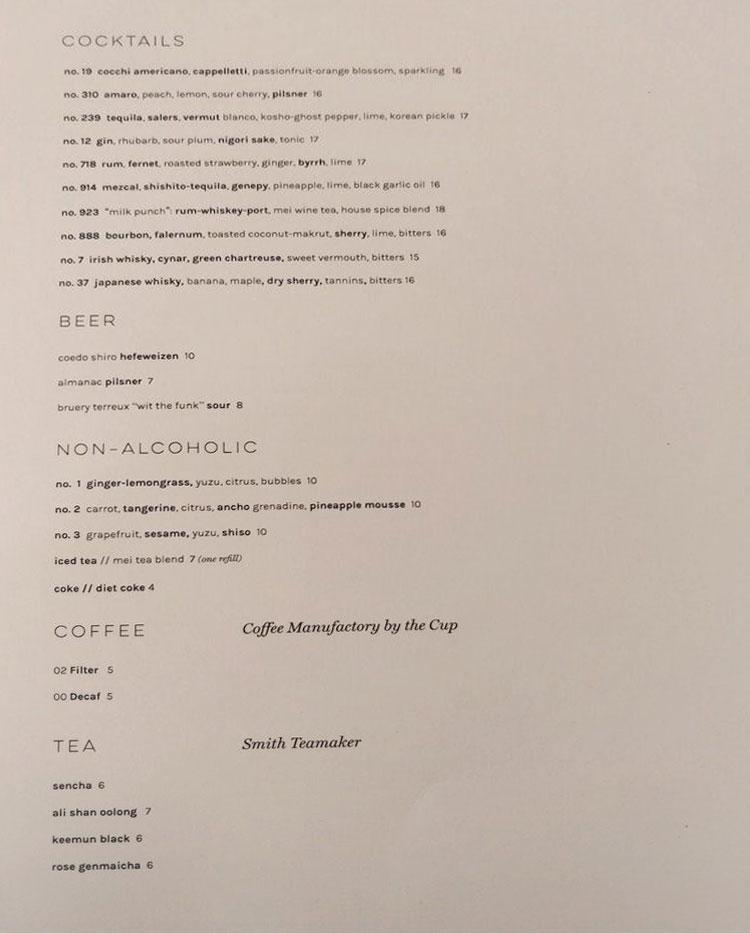 COCKTAILS
no. 19 cocchi americano, cappelletti, passionfruit-orange blossom, sparkling 16
no. 310 amaro, peach, lemon, sour cherry, pilsner 16
no. 239 tequila, salers, vermut blanco, kosho-ghost pepper, lime, korean pickle 17
no. 12 gin, rhubarb, sour plum, nigori sake, tonic 17
no. 718 rum, fernet, roasted strawberry, ginger, byrrh, lime 17
no. 914 mezcal, shishito-tequila, genepy, pineapple, lime, black garlic oil 16
no. 923 "milk punch": rum-whiskey-port, mei wine tea, house spice blend 18
no. 888 bourbon, falernum, toasted coconut-makrut, sherry, lime, bitters 16
no. 7 irish whisky, cynar, green chartreuse, sweet vermouth, bitters 15
no. 37 japanese whisky, banana, maple, dry sherry, tannins, bitters 16
BEER
coedo shiro hefeweizen 10
almanac pilsner 7
bruery terreux "wit the funk" sour 8
NON-ALCOHOLIC
no. 1 ginger-lemongrass, yuzu, citrus, bubbles 10
no. 2 carrot, tangerine, citrus, ancho grenadine, pineapple mousse 10
no. 3 grapefruit, sesame, yuzu, shiso 10
iced tea // mei tea blend 7 (one refill)
coke // diet coke 4
COFFEE Coffee Manufactory by the Cup
02 Filter 5
00 Decaf 5
TEA Smith Teamaker
sencha 6
ali shan oolong 7
keemun black 6
rose genmaicha 6